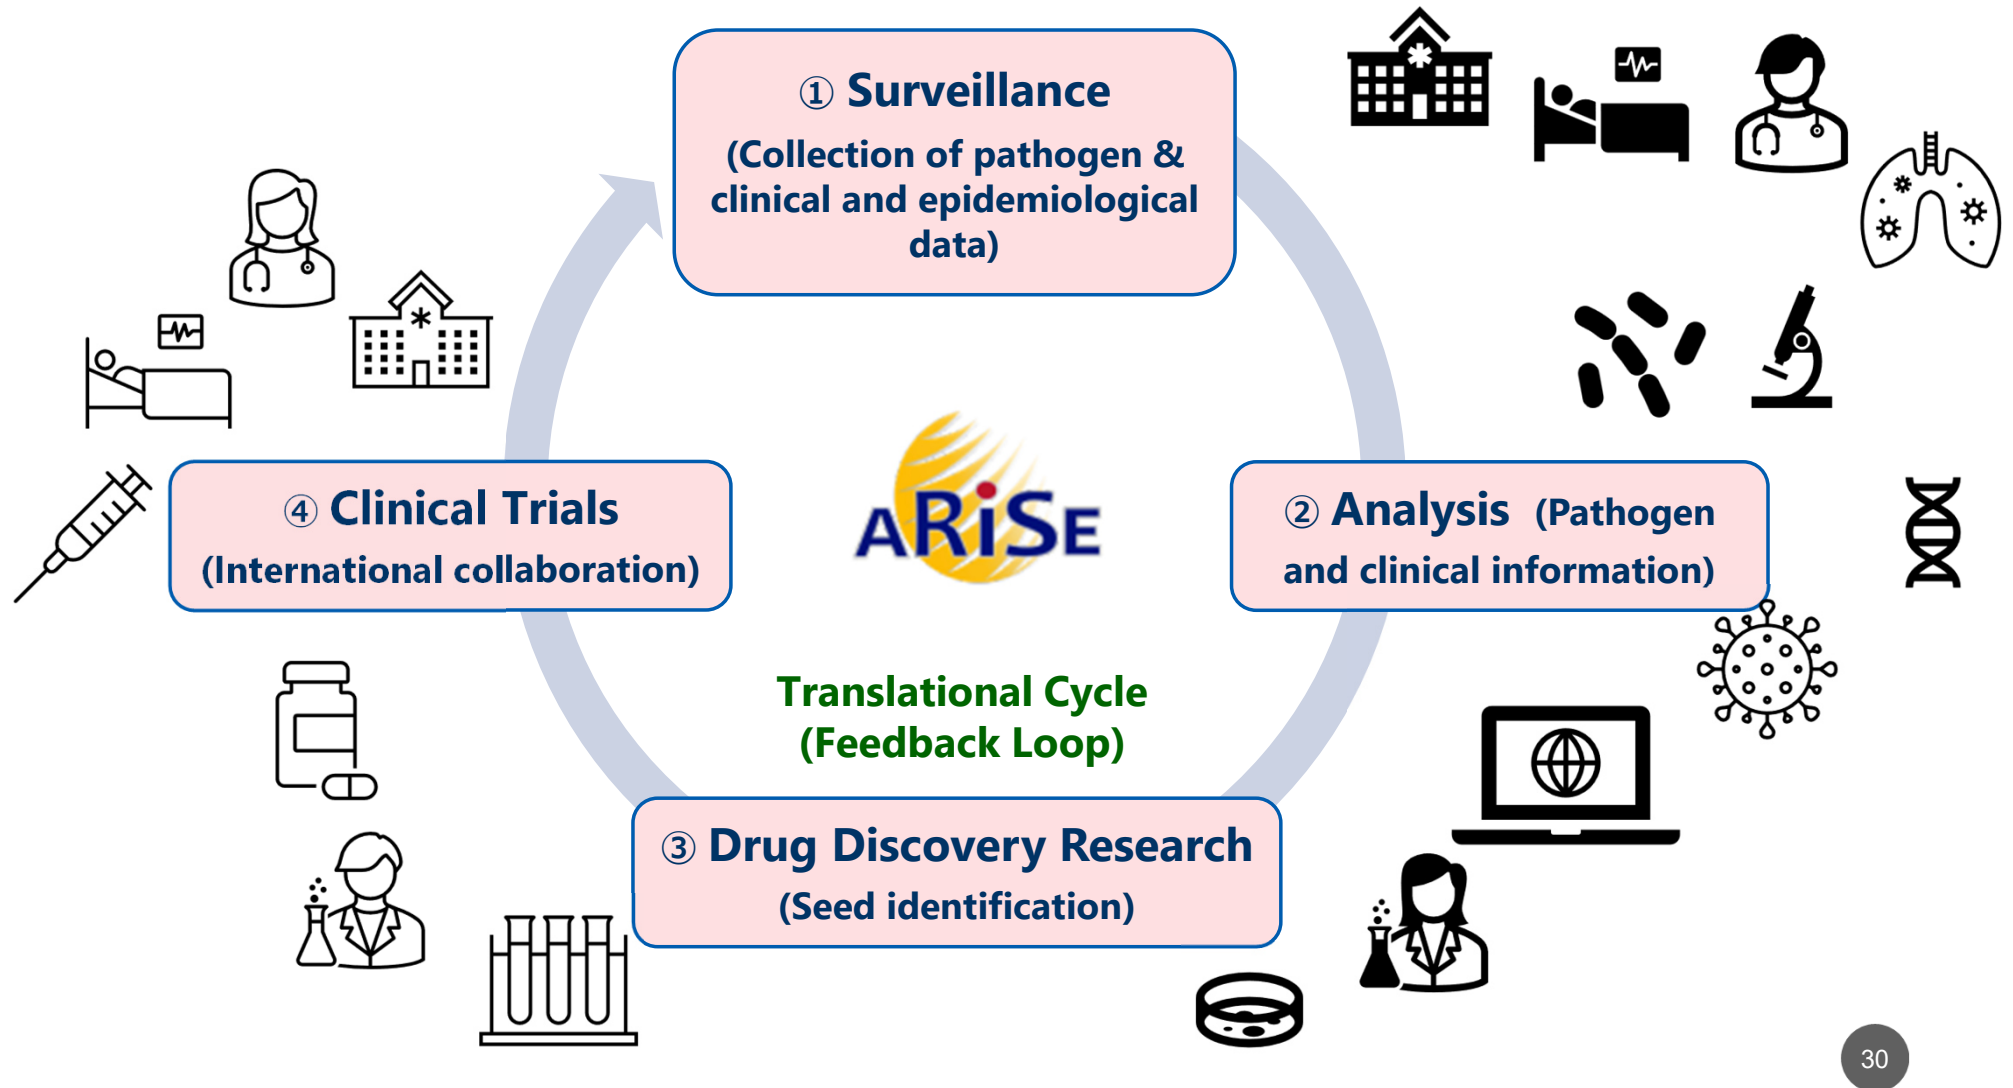 ① Surveillance
(Collection of pathogen &
clinical and epidemiological
data)
④ Clinical Trials
(International collaboration)
ARiSE
② Analysis (Pathogen
and clinical information)
Translational Cycle
(Feedback Loop)
③ Drug Discovery Research
(Seed identification)
30